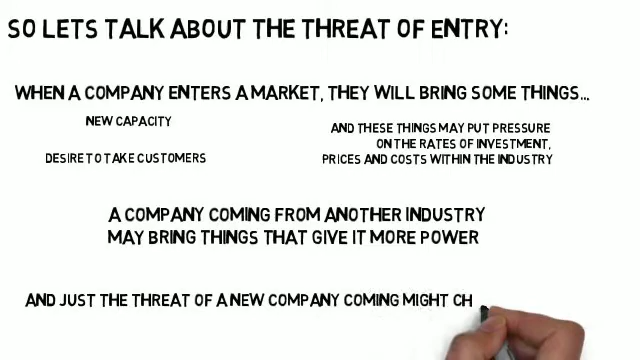 SO LETS TALK ABOUT THE THREAT OF ENTRY:
WHEN A COMPANY ENTERS A MARKET, THEY WILL BRING SOME THINGS...
NEW CAPACITY
DESIRE TO TAKE CUSTOMERS
AND THESE THINGS MAY PUT PRESSURE
ON THE RATES OF INVESTMENT,
PRICES AND COSTS WITHIN THE INDUSTRY
A COMPANY COMING FROM ANOTHER INDUSTRY
MAY BRING THINGS THAT GIVE IT MORE POWER
AND JUST THE THREAT OF A NEW COMPANY COMING MIGHT CH